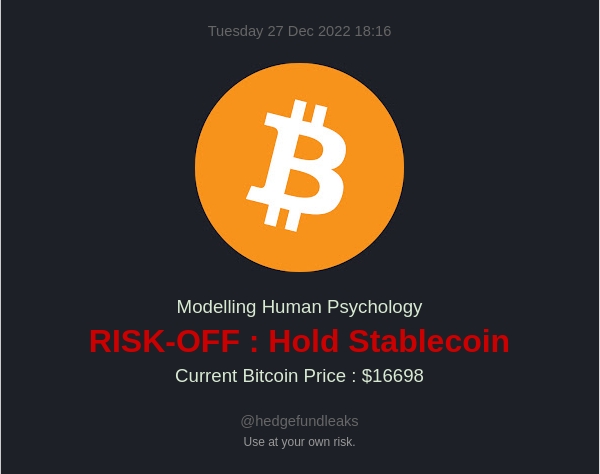 Tuesday 27 Dec 2022 18:16
Modelling Human Psychology
RISK-OFF : Hold Stablecoin
Current Bitcoin Price : $16698
@hedgefundleaks
Use at your own risk.